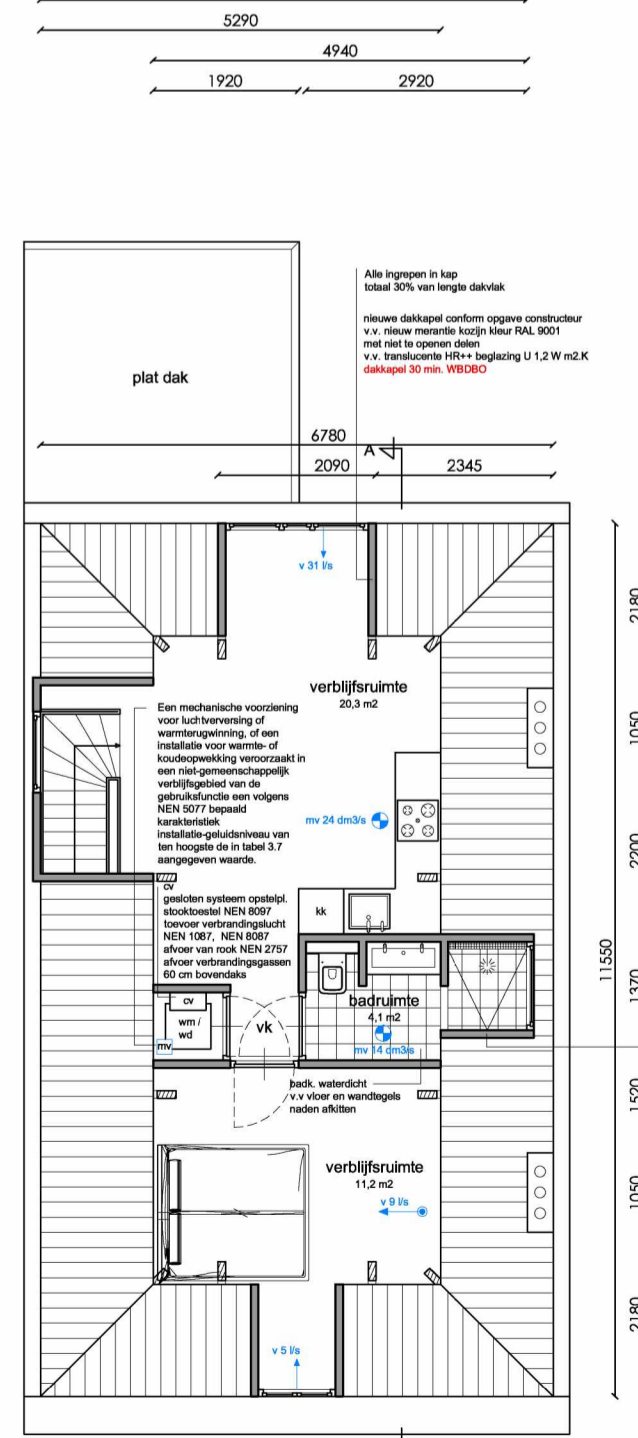 5290
4940
1920 2920
Alle ingrepen in kap
totaal 30% van lengte dakvlak
nieuwe dakkapel conform opgave constructeur
v.v. nieuw merantie kozijn kleur RAL 9001
met niet te openen delen
v.v. translucente HR++ beglazing U 1,2 W m2.K
dakkapel 30 min. WBDBO
plat dak
6780
A
2090 2345
v 31 l/s
2180
verblijfsruimte
20,3 m2
Een mechanische voorziening
voor luchtverversing of
warmterugwinning, of een
installatie voor warmte- of
koudeopwekking veroorzaakt in
een niet-gemeenschappelijk
verblijfsgebied van de
gebruiksfunctie een volgens
NEN 5077 bepaald
karakteristiek
installatie-geluidsniveau van
ten hoogste de in tabel 3.7
aangegeven waarde.
1050
mv 24 dm3/s
2200
cv
gesloten systeem opstelpl.
stooktoestel NEN 8097
toevoer verbrandingslucht
NEN 1087, NEN 8087
afvoer van rook NEN 2757
afvoer verbrandingsgassen
60 cm bovendaks
kk
11550
1370
cv
wm /
wd
mv
vk
badruimte
4,1 m2
mv 14 dm3/s
badk. waterdicht
v.v vloer en wandtegels
naden afkitten
1520
verblijfsruimte
11,2 m2
v 9 l/s
1050
2180
v 5 l/s